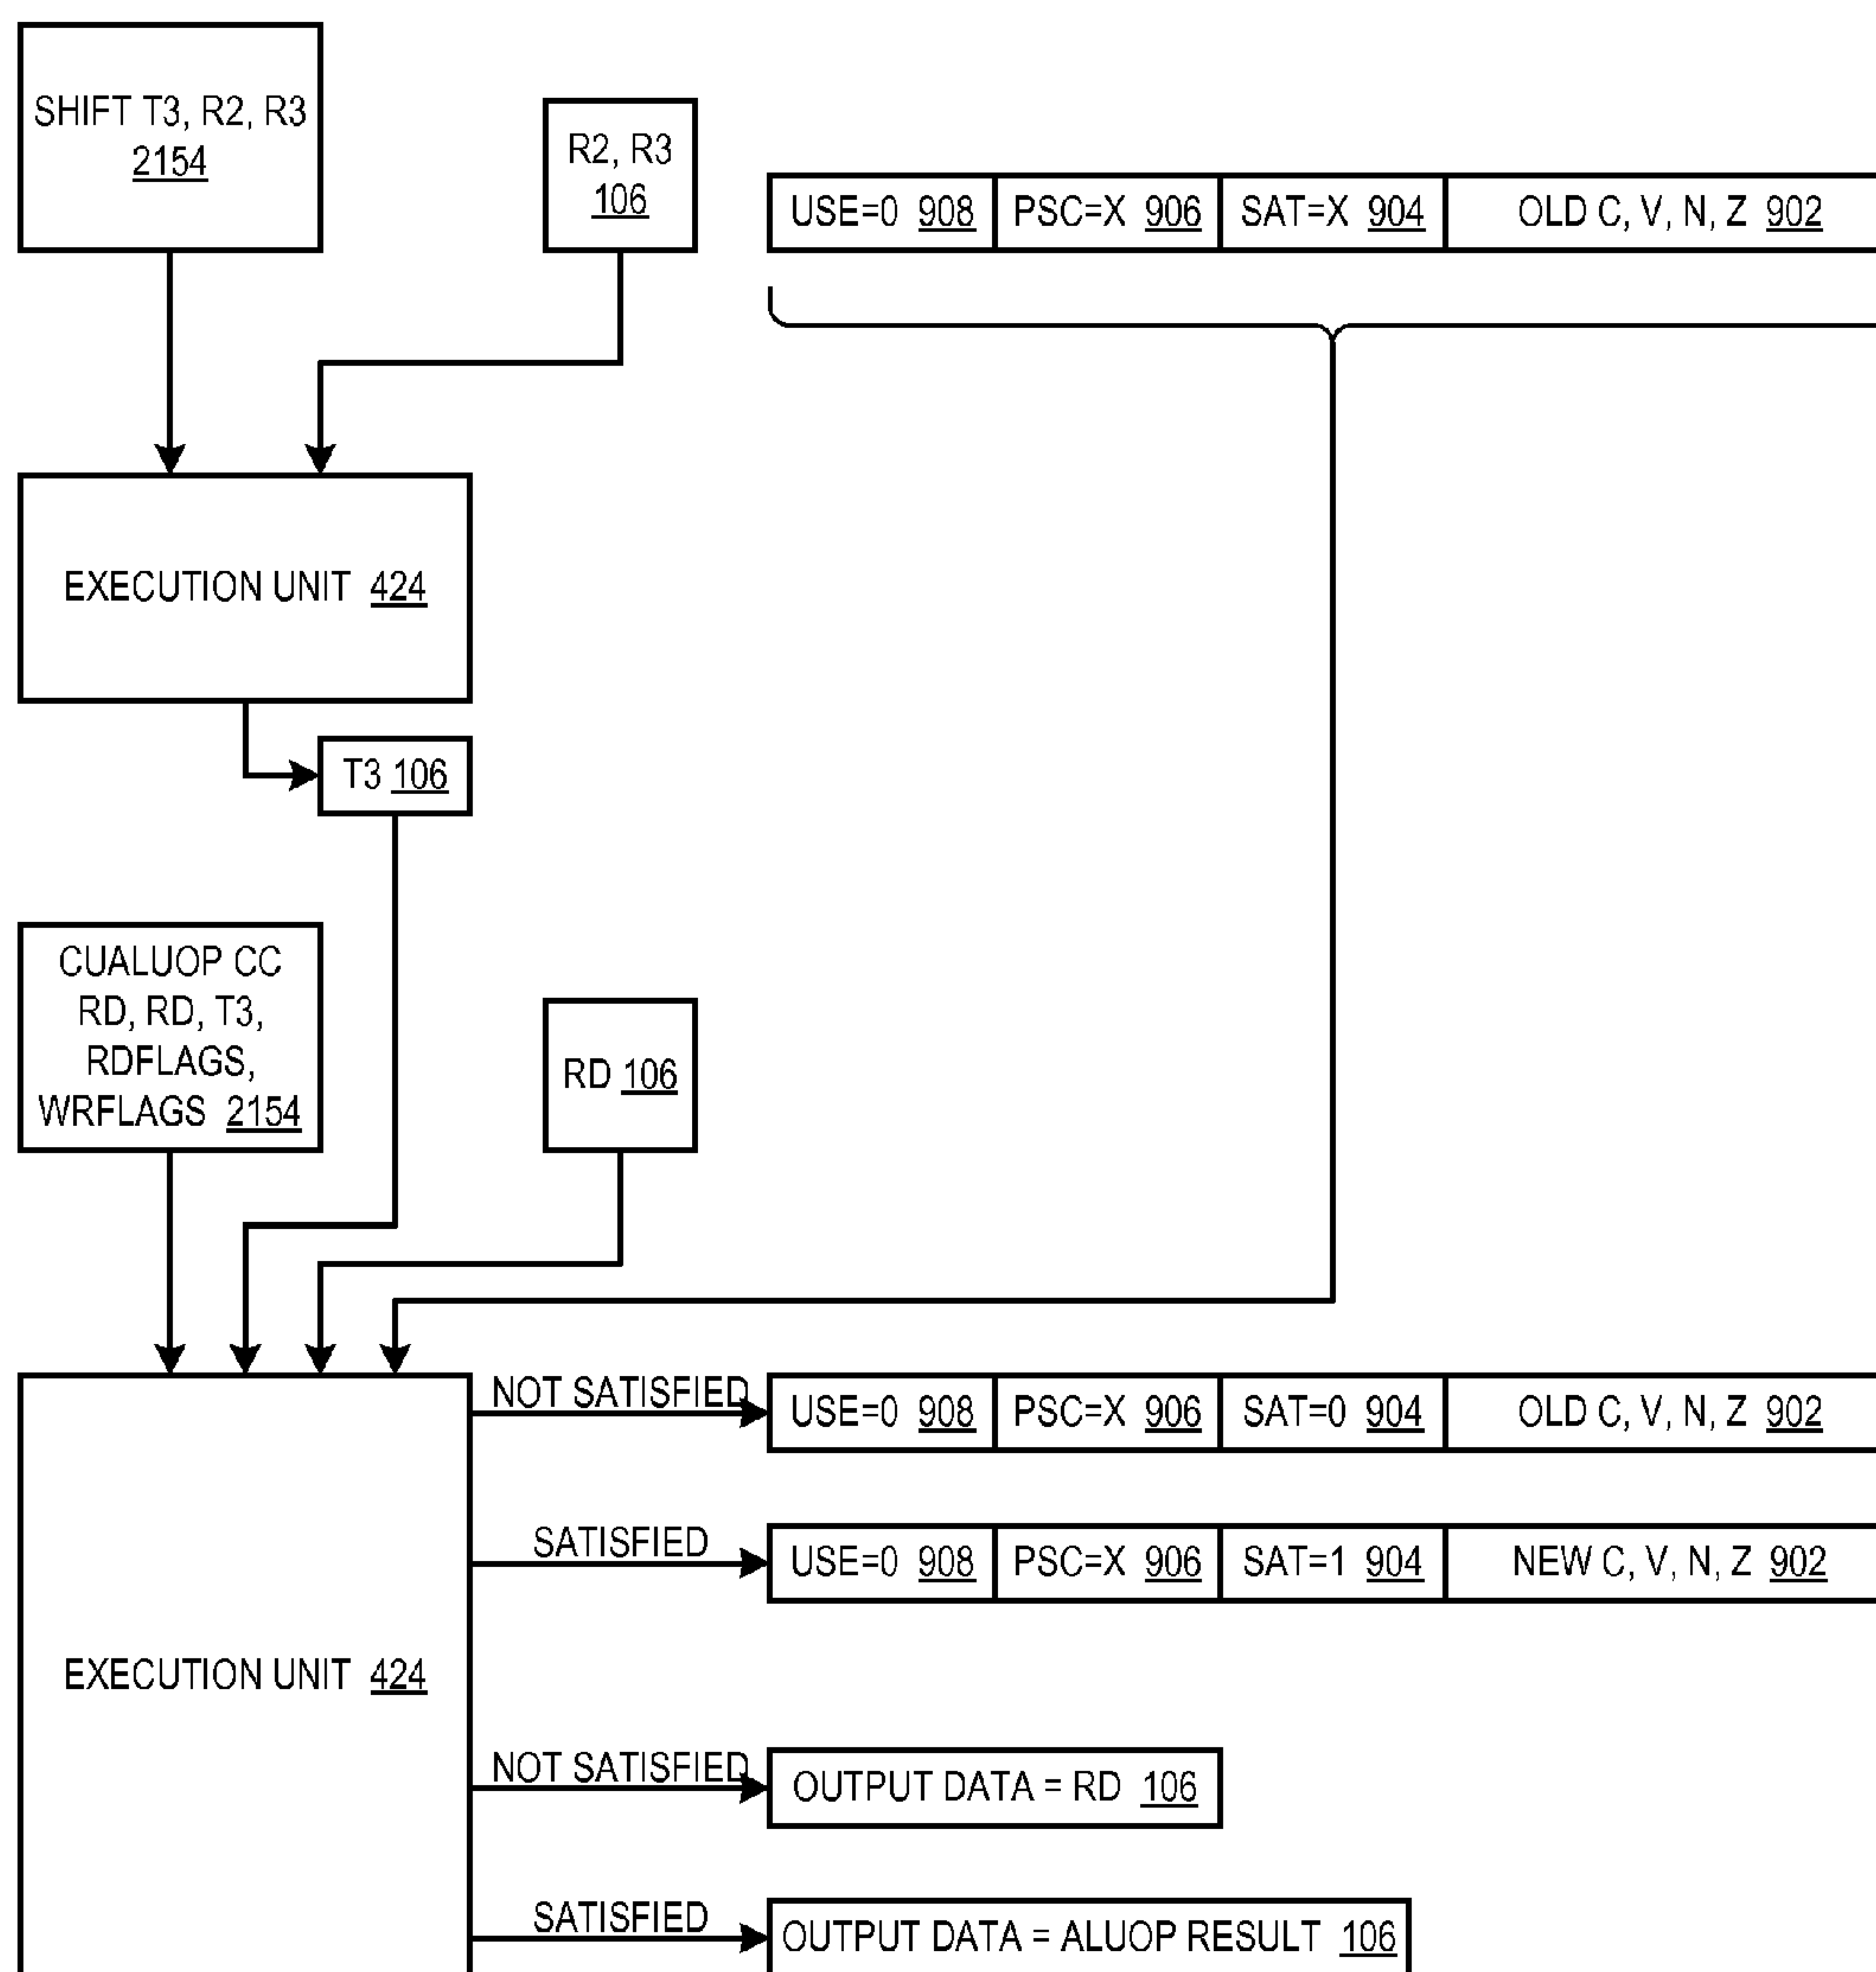 SHIFT T3, R2, R3
2154
R2, R3
106
USE=0 908 PSC=X 906 SAT=X 904 OLD C, V, N, Z 902
EXECUTION UNIT 424
T3 106
CUALUOP CC
RD, RD, T3,
RDFLAGS,
WRFLAGS 2154
RD 106
NOT SATISFIED
USE=0 908 PSC=X 906 SAT=0 904 OLD C, V, N, Z 902
SATISFIED
USE=0 908 PSC=X 906 SAT=1 904 NEW C, V, N, Z 902
EXECUTION UNIT 424
NOT SATISFIED
OUTPUT DATA = RD 106
SATISFIED
OUTPUT DATA = ALUOP RESULT 106